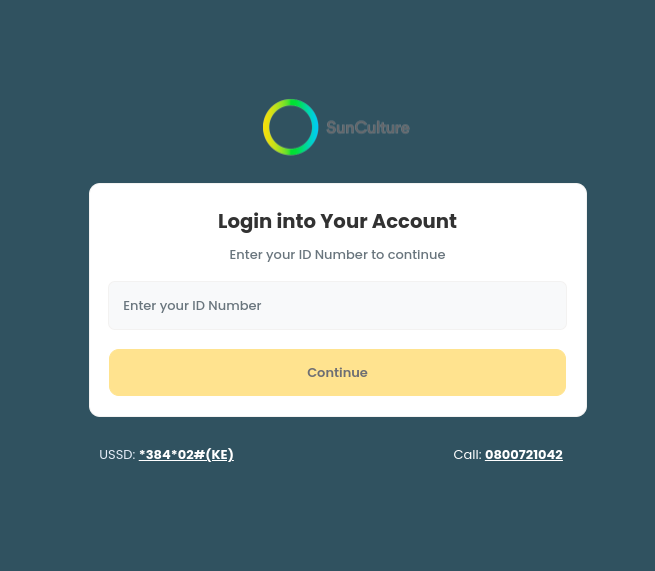 SunCulture
Login into Your Account
Enter your ID Number to continue
Enter your ID Number
Continue
USSD: *384*02#(KE)
Call: 0800721042